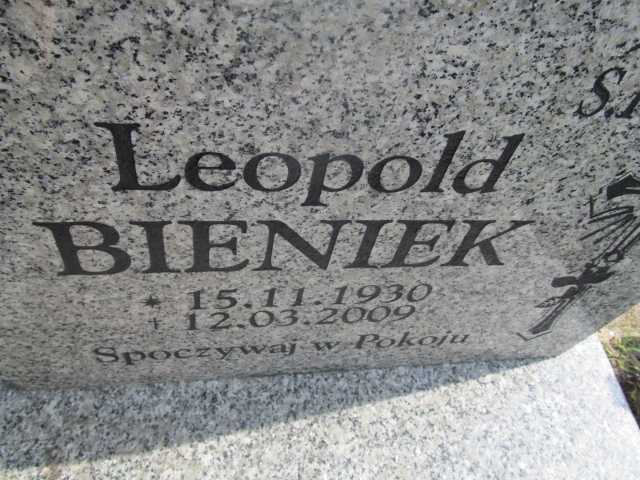 Leopold
BIENIEK
* 15.11.1930
† 12.03.2009
Spoczywaj w Pokoju